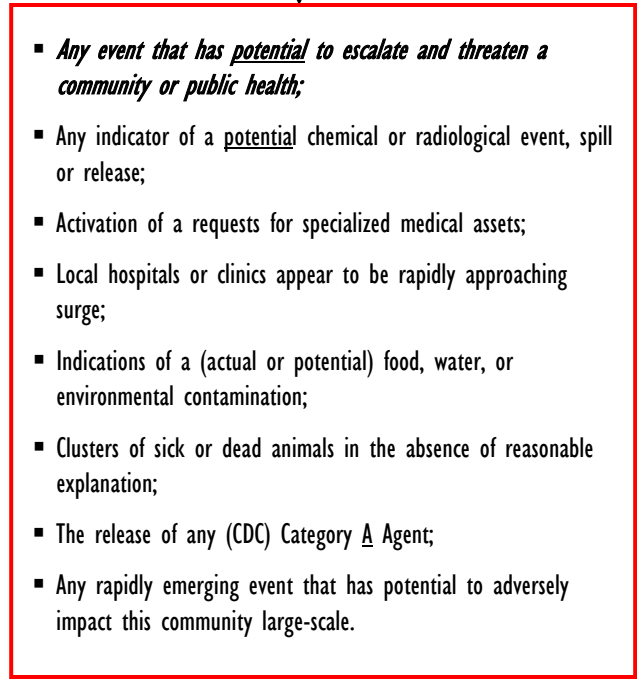 ▪ Any event that has potential to escalate and threaten a
community or public health;
▪ Any indicator of a potential chemical or radiological event, spill
or release;
▪ Activation of a requests for specialized medical assets;
▪ Local hospitals or clinics appear to be rapidly approaching
surge;
▪ Indications of a (actual or potential) food, water, or
environmental contamination;
▪ Clusters of sick or dead animals in the absence of reasonable
explanation;
▪ The release of any (CDC) Category A Agent;
▪ Any rapidly emerging event that has potential to adversely
impact this community large-scale.